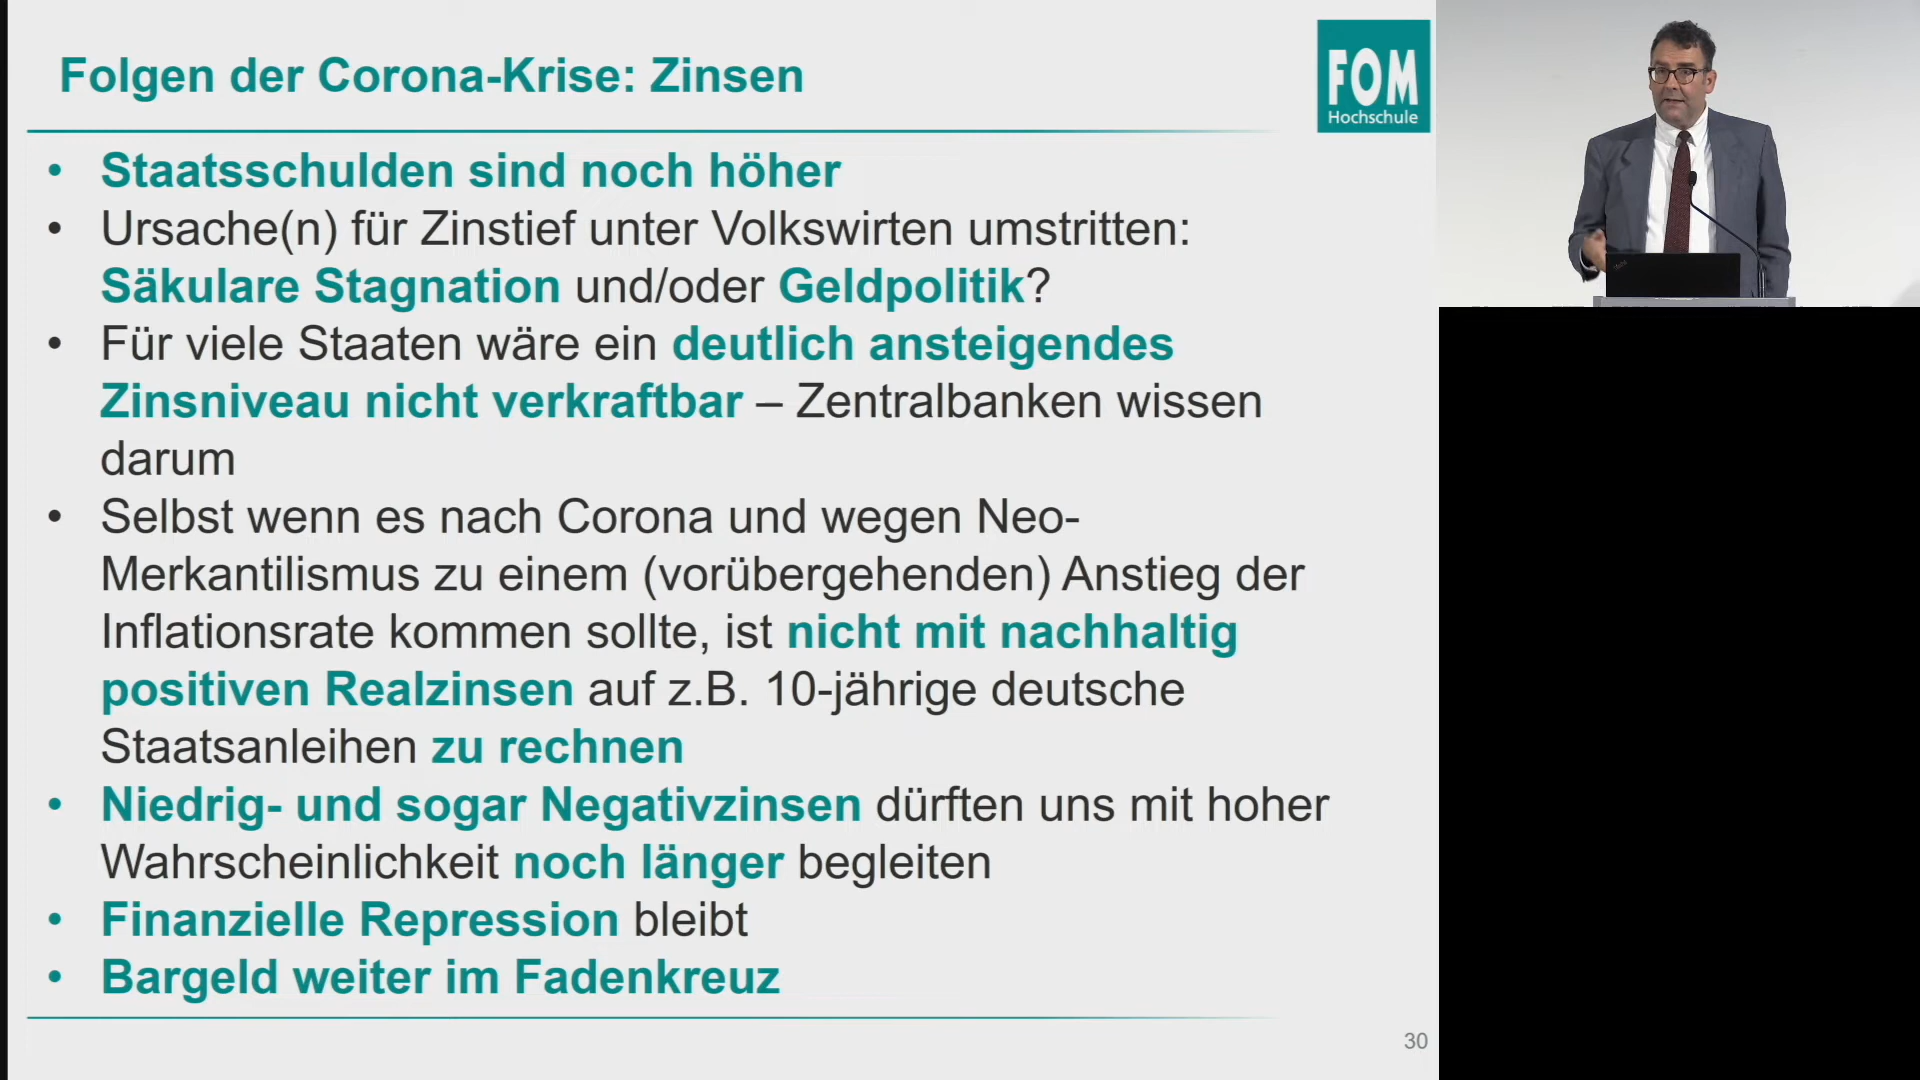 Folgen der Corona-Krise: Zinsen
FOM
Hochschule
• Staatsschulden sind noch höher
• Ursache(n) für Zinstief unter Volkswirten umstritten:
Säkulare Stagnation und/oder Geldpolitik?
• Für viele Staaten wäre ein deutlich ansteigendes
Zinsniveau nicht verkraftbar – Zentralbanken wissen
darum
• Selbst wenn es nach Corona und wegen Neo-
Merkantilismus zu einem (vorübergehenden) Anstieg der
Inflationsrate kommen sollte, ist nicht mit nachhaltig
positiven Realzinsen auf z.B. 10-jährige deutsche
Staatsanleihen zu rechnen
• Niedrig- und sogar Negativzinsen dürften uns mit hoher
Wahrscheinlichkeit noch länger begleiten
• Finanzielle Repression bleibt
• Bargeld weiter im Fadenkreuz
30